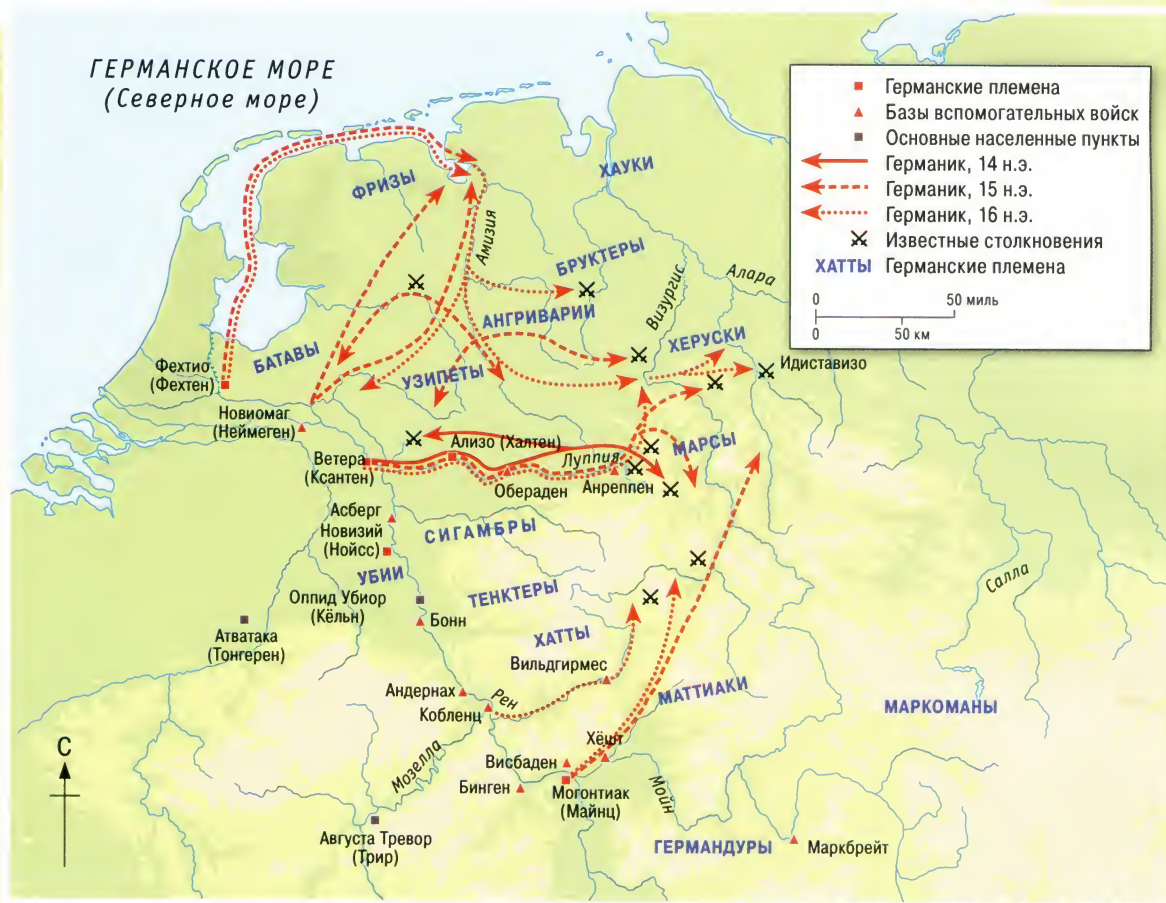 ГЕРМАНСКОЕ МОРЕ
(Северное море)
Германские племена
Базы вспомогательных войск
Основные населенные пункты
Германик, 14 н.э.
Германик, 15 н.э.
Германик, 16 н.э.
Известные столкновения
ХАТТЫ Германские племена
0 50 миль
0 50 км
ХАУКИ
ФРИЗЫ
Амизия
БРУКТЕРЫ
Алара
Визургис
АНГРИВАРИИ
ХЕРУСКИ
БАТАВЫ
Фехтио
(Фехтен)
УЗИПЕТЫ
Идиставизо
Новиомаг
(Неймеген)
Ализо (Халтен)
МАРСЫ
Ветера
(Ксантен)
Луппия
Обераден
Анреппен
Асберг
Новизий
(Нойсс)
СИГАМБРЫ
УБИИ
ТЕНКТЕРЫ
Салла
Оппид Убиор
(Кёльн)
Бонн
Атватака
(Тонгерен)
ХАТТЫ
Вильдгирмес
Андернах
Рен
МАТТИАКИ
Кобленц
МАРКОМАНЫ
С
Хёшт
Мозелла
Висбаден
Бинген
Могонтиак
(Майнц)
Мойн
Августа Тревор
(Трир)
ГЕРМАНДУРЫ
Маркбрейт